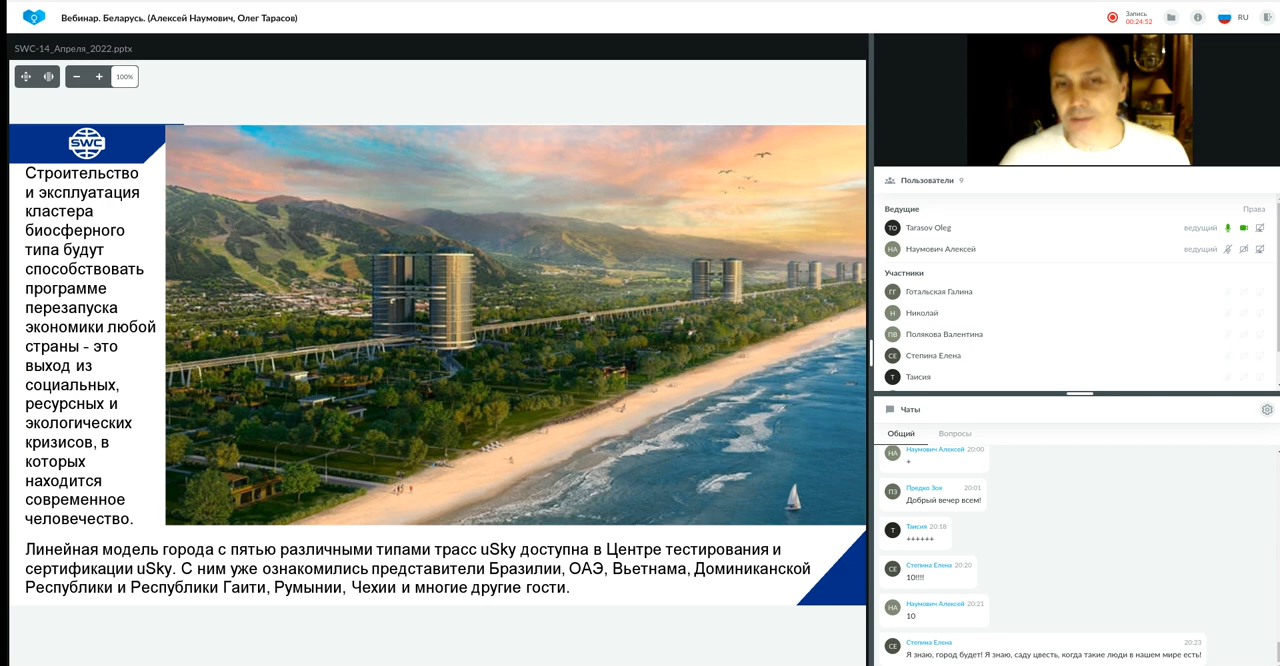 Вебинар. Беларусь. (Алексей Наумович, Олег Тарасов)
Запись
00:24:52
RU
SWC-14_Апреля_2022.pptx
100%
SWC
Строительство
и эксплуатация
кластера
биосферного
типа будут
способствовать
программе
перезапуска
экономики любой
страны - это
выход из
социальных,
ресурсных и
экологических
кризисов, в
которых
находится
современное
человечество.
Линейная модель города с пятью различными типами трасс uSky доступна в Центре тестирования и
сертификации uSky. С ним уже ознакомились представители Бразилии, ОАЭ, Вьетнама, Доминиканской
Республики и Республики Гаити, Румынии, Чехии и многие другие гости.
Пользователи 9
Ведущие Права
TO Tarasov Oleg ведущий
НА Наумович Алексей ведущий
Участники
ГГ Готальская Галина
Н Николай
ПВ Полякова Валентина
СЕ Степина Елена
Т Таисия
Чаты
Общий Вопросы
НА Наумович Алексей 20:00
+
ПЗ Предко Зоя 20:01
Добрый вечер всем!
Т Таисия 20:18
++++++
СЕ Степина Елена 20:20
10!!!!
НА Наумович Алексей 20:21
10
СЕ Степина Елена 20:23
Я знаю, город будет! Я знаю, саду цвесть, когда такие люди в нашем мире есть!